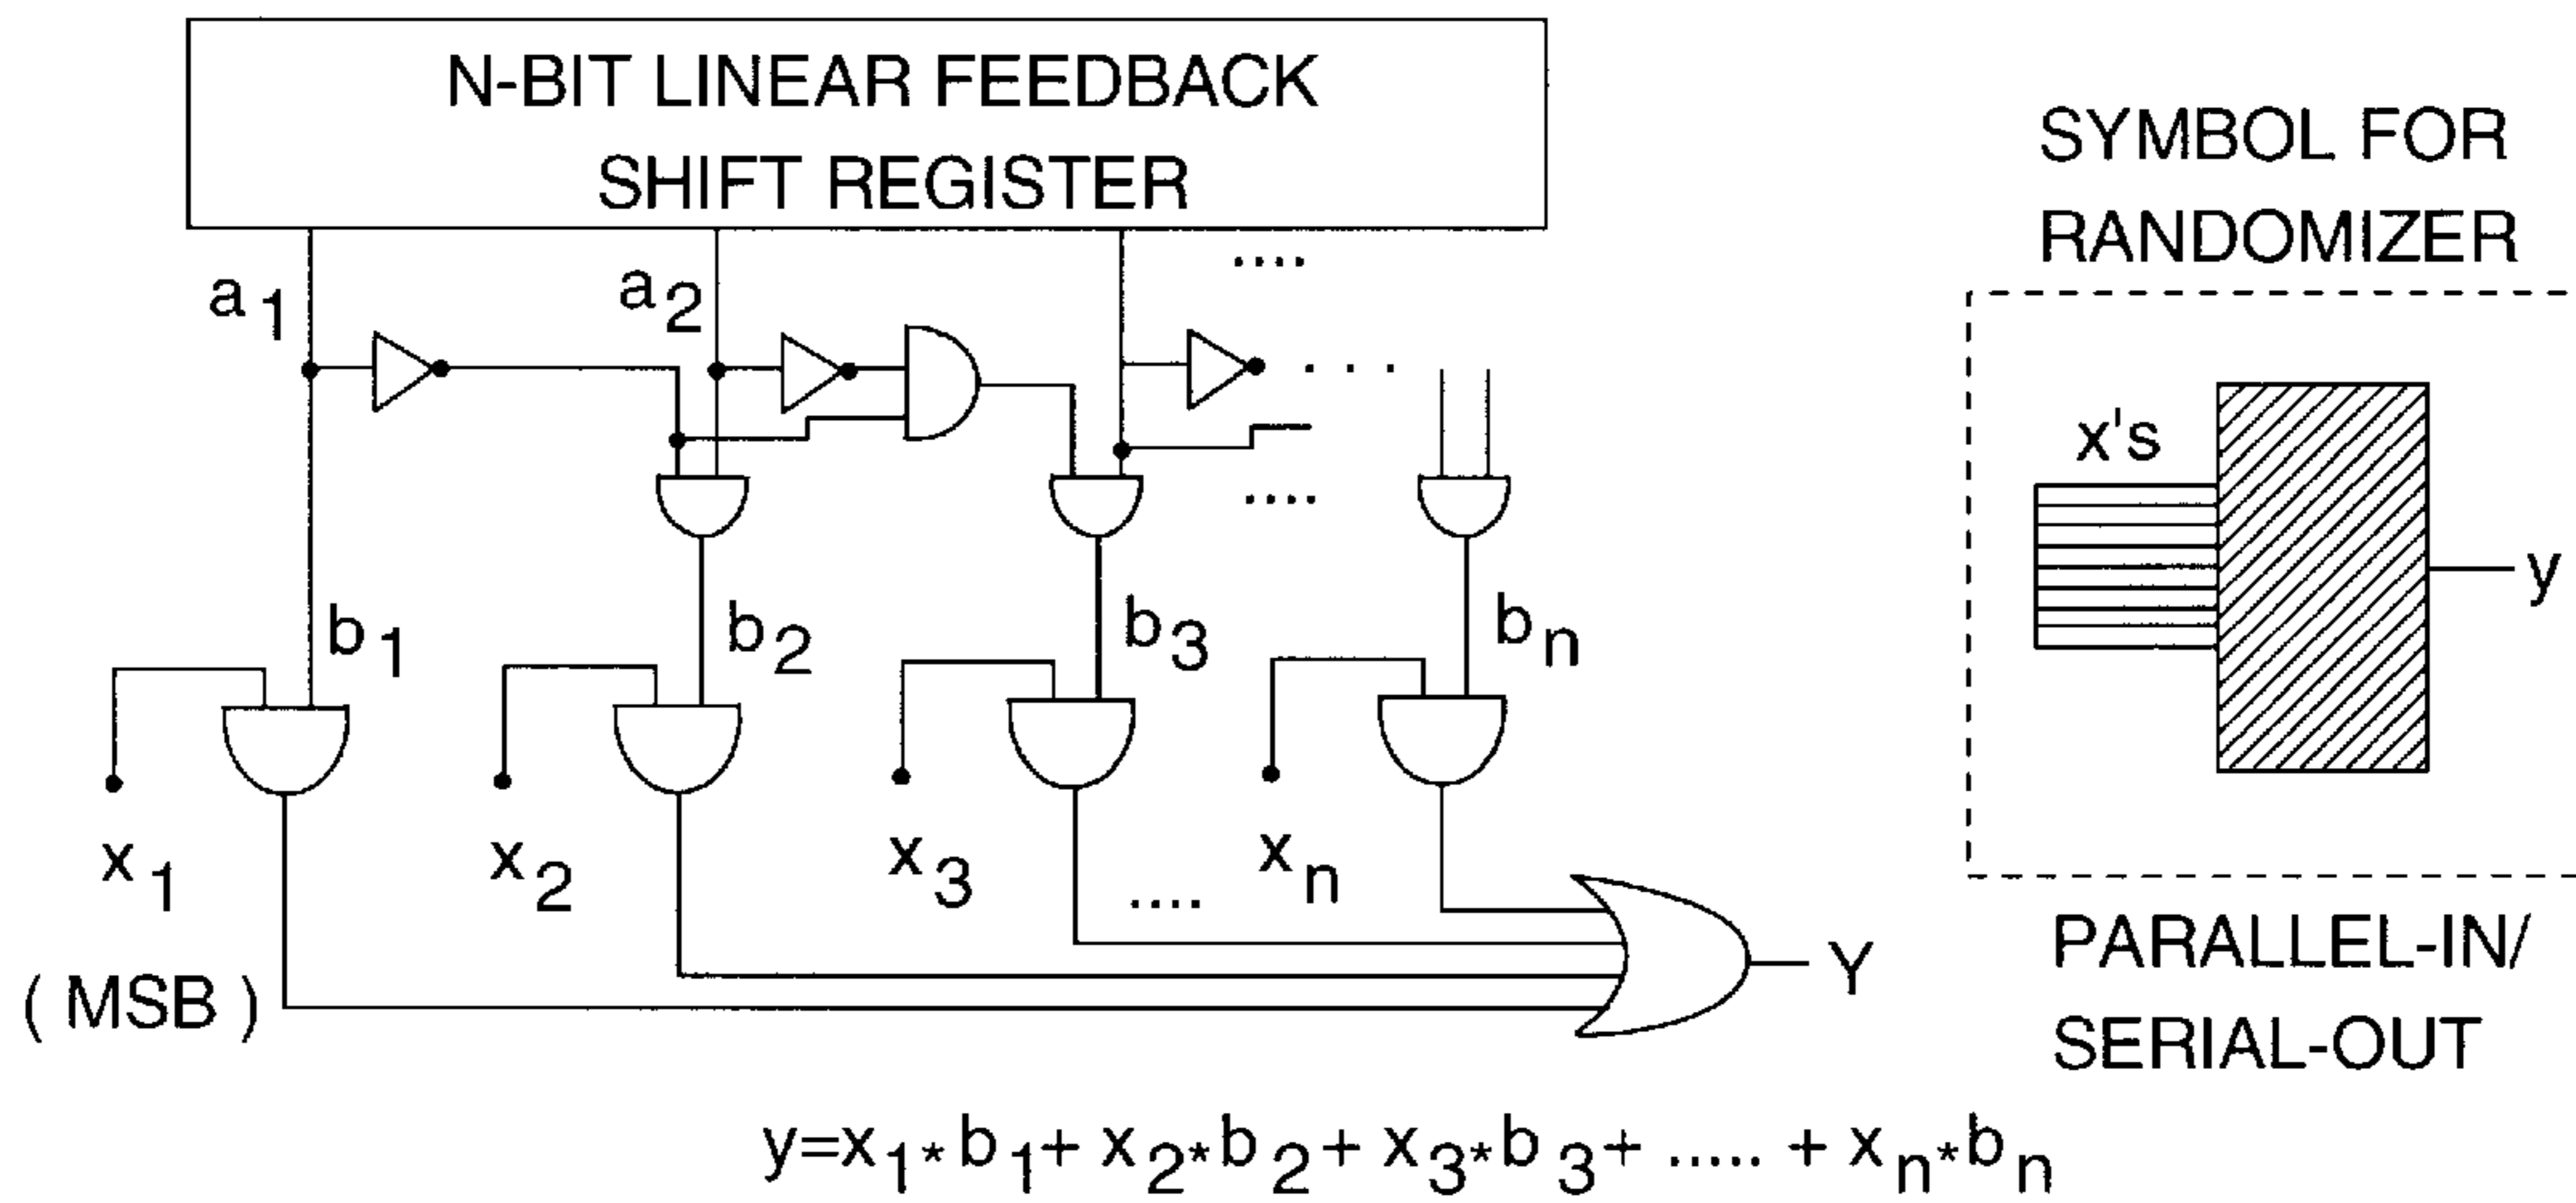 N-BIT LINEAR FEEDBACK
SHIFT REGISTER
SYMBOL FOR
RANDOMIZER
....
a1
a2
. . .
x's
....
y
b1
b2
b3
bn
x1
x2
x3
xn
....
(MSB)
Y
PARALLEL-IN/
SERIAL-OUT
y=x1*b1+ x2*b2+ x3*b3+ ..... + xn*bn